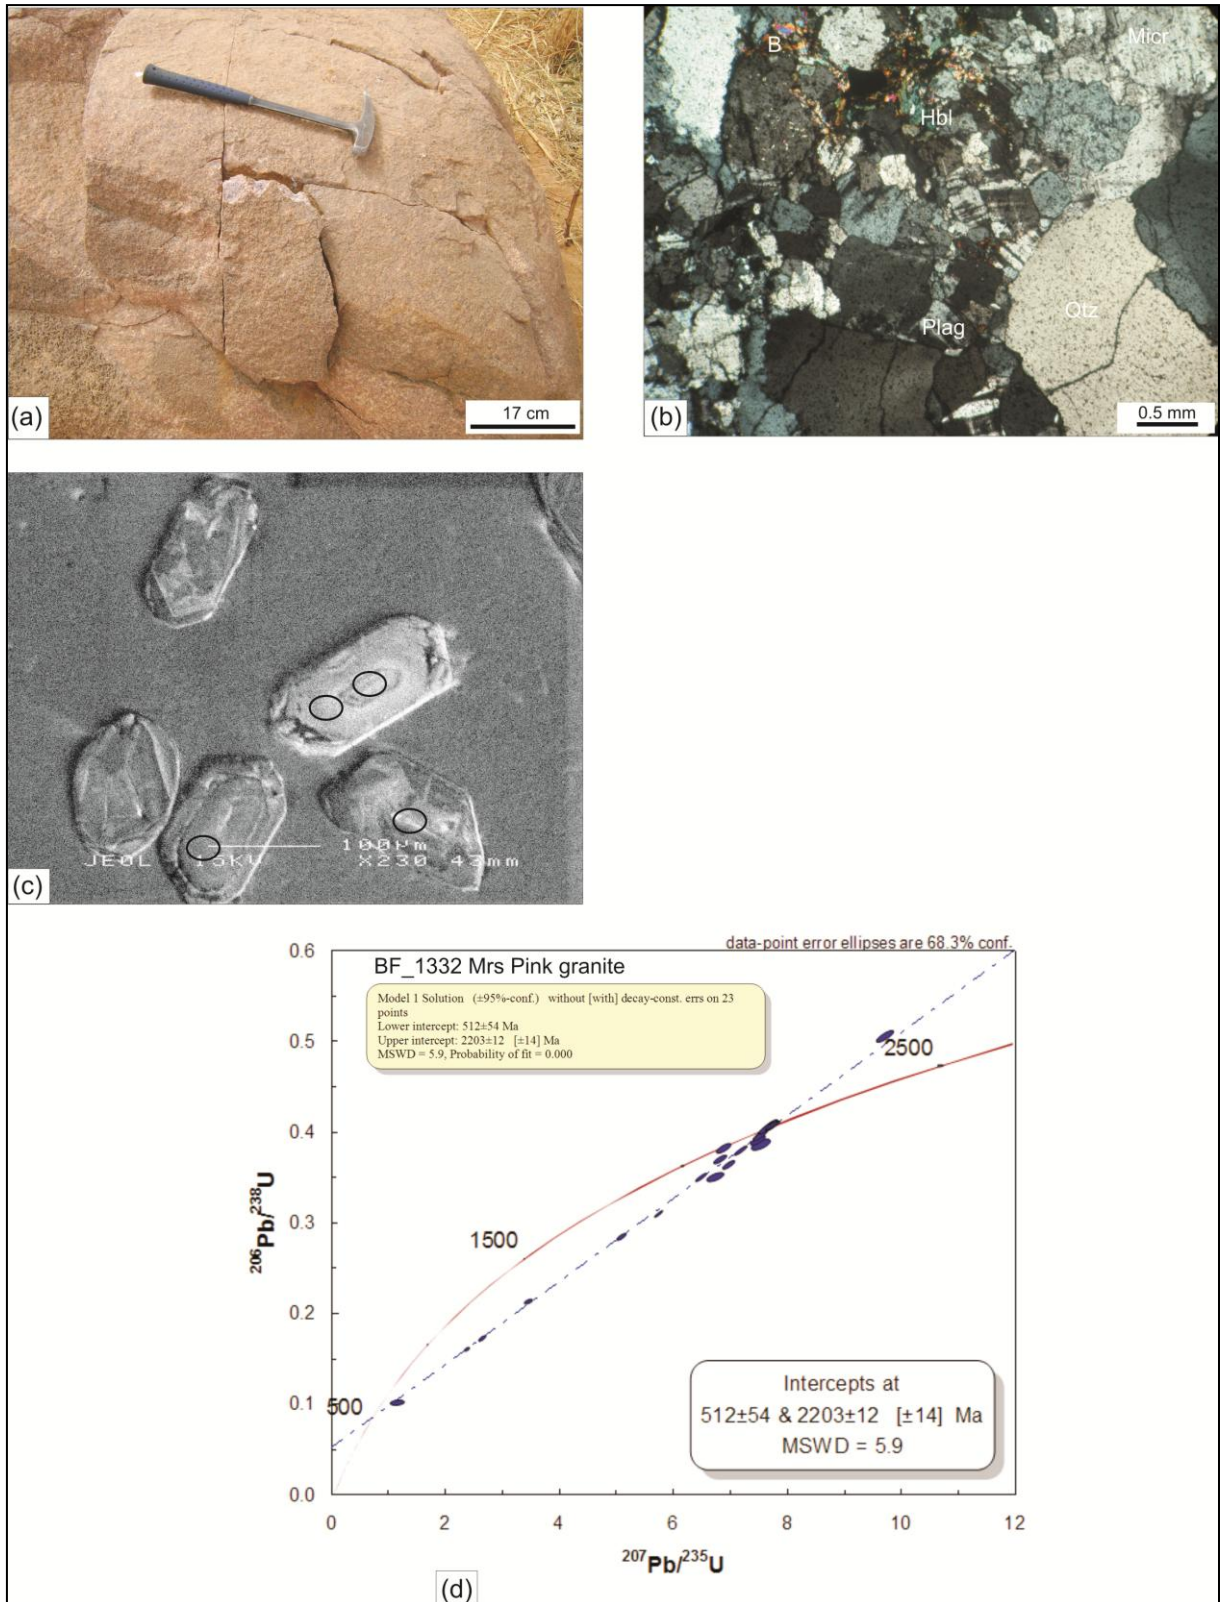 (a)
17 cm
B
Micr
Hbl
Plag
Qtz
(b)
0.5 mm
100µm
JEOL 15KV X230 43mm
(c)
data-point error ellipses are 68.3% conf.
BF_1332 Mrs Pink granite
Model 1 Solution (±95%-conf.) without [with] decay-const. errs on 23
points
Lower intercept: 512±54 Ma
Upper intercept: 2203±12 [±14] Ma
MSWD = 5.9, Probability of fit = 0.000
0.6
0.5
0.4
0.3
0.2
0.1
0.0
206Pb/238U
2500
1500
500
Intercepts at
512±54 & 2203±12 [±14] Ma
MSWD = 5.9
0 2 4 6 8 10 12
207Pb/235U
(d)